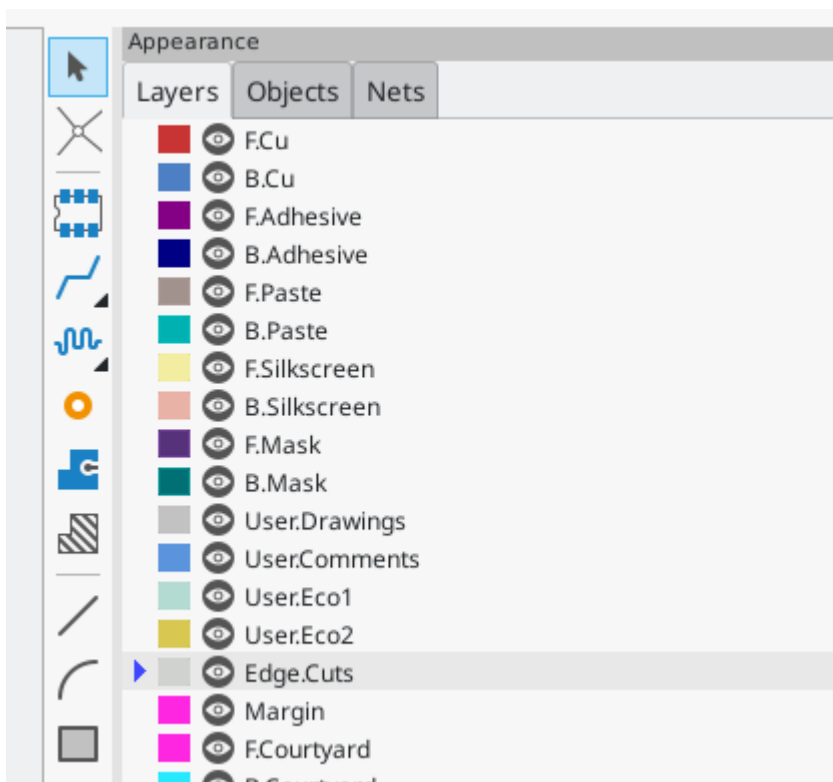 Appearance
Layers Objects Nets
F.Cu
B.Cu
F.Adhesive
B.Adhesive
F.Paste
B.Paste
F.Silkscreen
B.Silkscreen
F.Mask
B.Mask
User.Drawings
User.Comments
User.Eco1
User.Eco2
Edge.Cuts
Margin
F.Courtyard